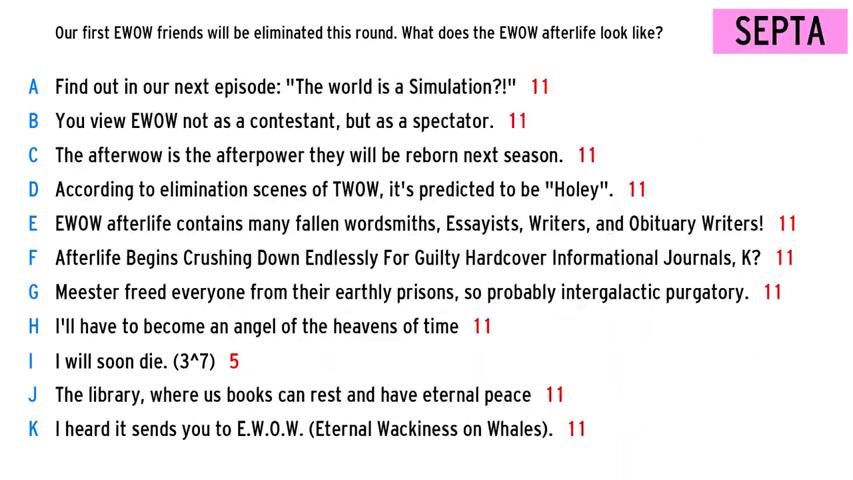 Our first EWOW friends will be eliminated this round. What does the EWOW afterlife look like?
SEPTA
A Find out in our next episode: "The world is a Simulation?!" 11
B You view EWOW not as a contestant, but as a spectator. 11
C The afterwow is the afterpower they will be reborn next season. 11
D According to elimination scenes of TWOW, it's predicted to be "Holey". 11
E EWOW afterlife contains many fallen wordsmiths, Essayists, Writers, and Obituary Writers! 11
F Afterlife Begins Crushing Down Endlessly For Guilty Hardcover Informational Journals, K? 11
G Meester freed everyone from their earthly prisons, so probably intergalactic purgatory. 11
H I'll have to become an angel of the heavens of time 11
I I will soon die. (3^7) 5
J The library, where us books can rest and have eternal peace 11
K I heard it sends you to E.W.O.W. (Eternal Wackiness on Whales). 11